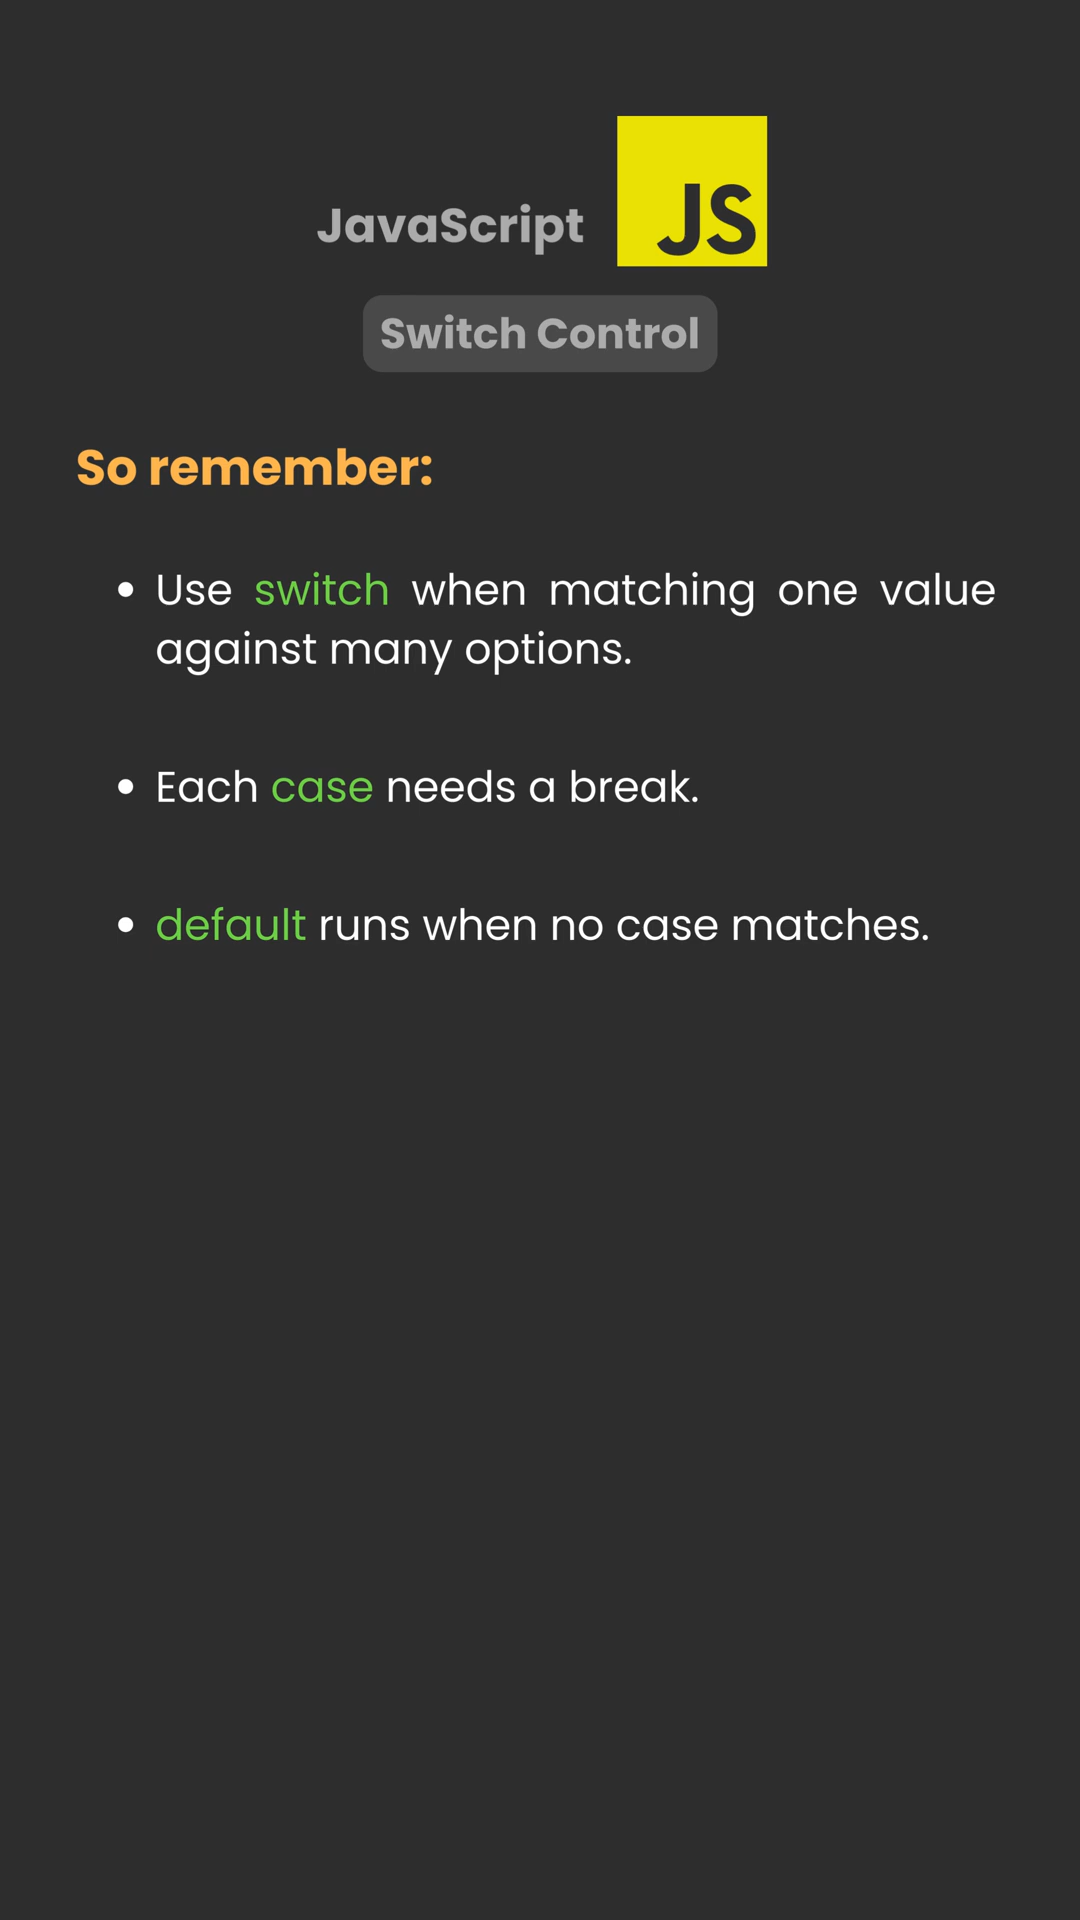 JavaScript JS
Switch Control
So remember:
• Use switch when matching one value
against many options.
• Each case needs a break.
• default runs when no case matches.